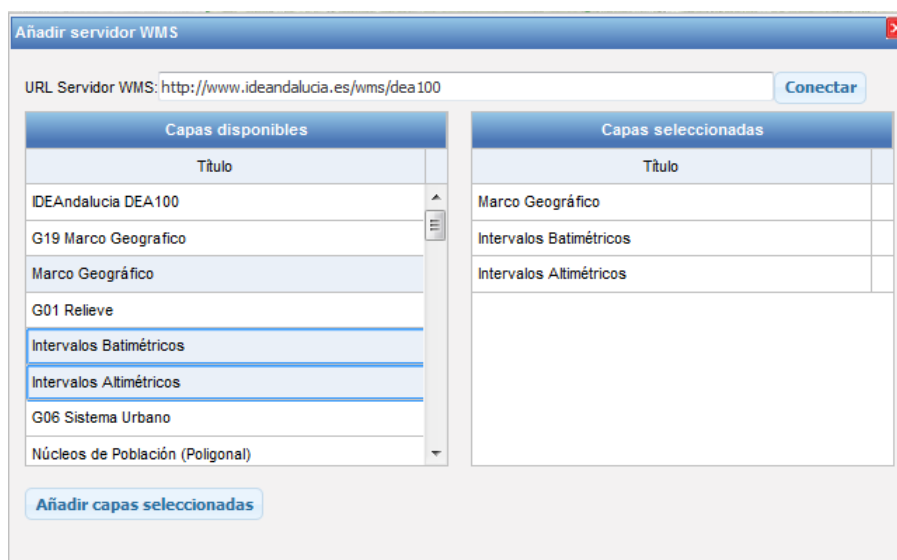 Añadir servidor WMS
URL Servidor WMS: http://www.ideandalucia.es/wms/dea100 Conectar
Capas disponibles
Título
IDEAndalucia DEA100
G19 Marco Geografico
Marco Geográfico
G01 Relieve
Intervalos Batimétricos
Intervalos Altimétricos
G06 Sistema Urbano
Núcleos de Población (Poligonal)
Capas seleccionadas
Título
Marco Geográfico
Intervalos Batimétricos
Intervalos Altimétricos
Añadir capas seleccionadas